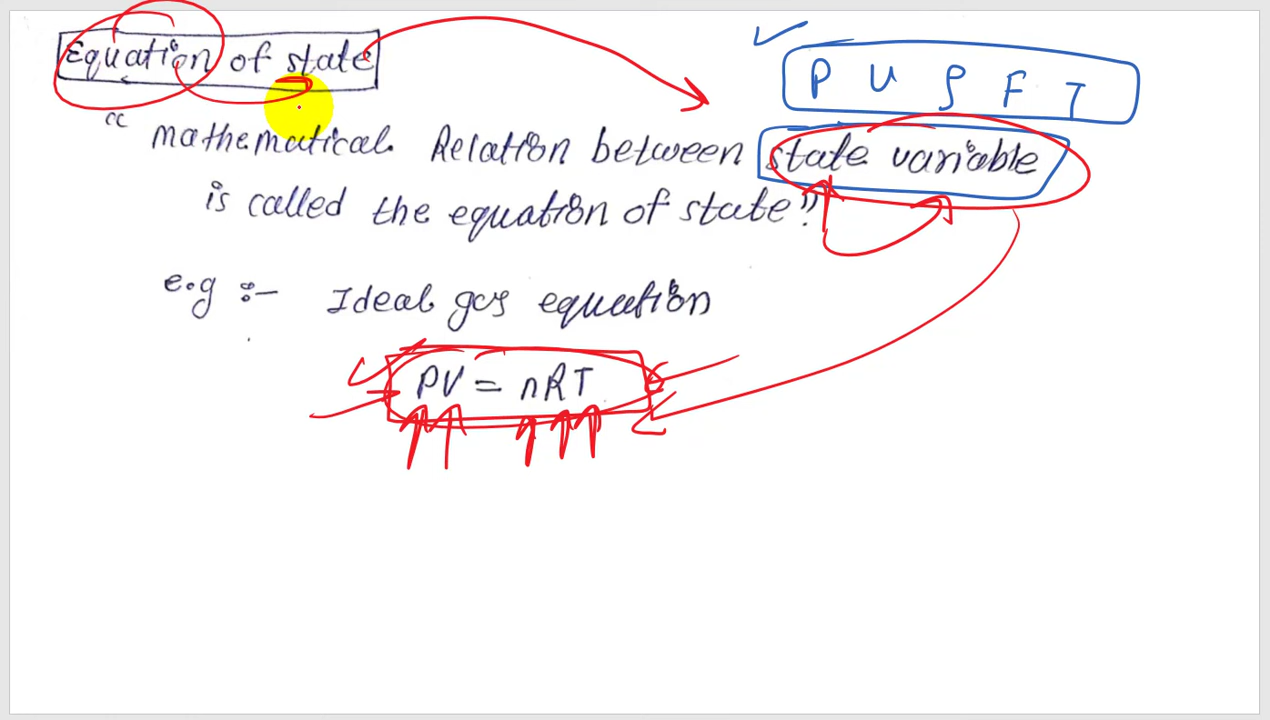 Equation of state
P U ρ F T
"mathematical Relation between state variable
is called the equation of state"
e.g :- Ideal gas equation
PV = nRT